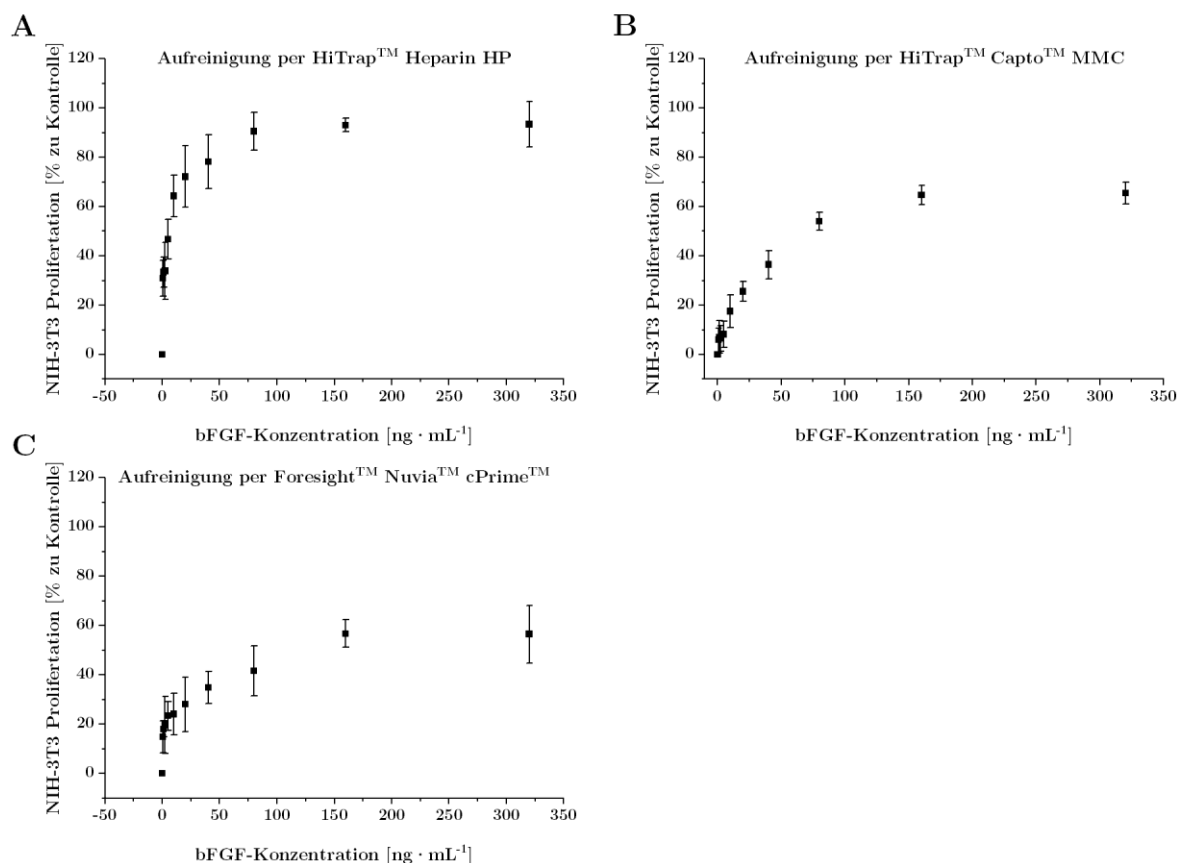 A
Aufreinigung per HiTrap™ Heparin HP
NIH-3T3 Prolifertation [% zu Kontrolle]
120
100
80
60
40
20
0
-50 0 50 100 150 200 250 300 350
bFGF-Konzentration [ng · mL⁻¹]
B
Aufreinigung per HiTrap™ Capto™ MMC
NIH-3T3 Prolifertation [% zu Kontrolle]
120
100
80
60
40
20
0
0 50 100 150 200 250 300 350
bFGF-Konzentration [ng · mL⁻¹]
C
Aufreinigung per Foresight™ Nuvia™ cPrime™
NIH-3T3 Prolifertation [% zu Kontrolle]
120
100
80
60
40
20
0
-50 0 50 100 150 200 250 300 350
bFGF-Konzentration [ng · mL⁻¹]